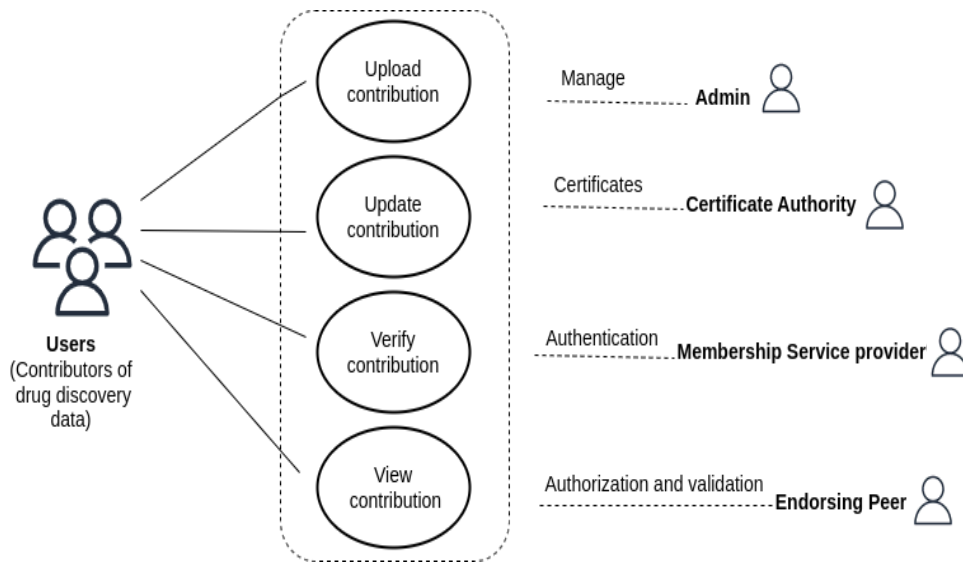 Upload
contribution
Manage
Admin
Update
contribution
Certificates
Certificate Authority
Users
(Contributors of
drug discovery
data)
Verify
contribution
Authentication
Membership Service provider
View
contribution
Authorization and validation
Endorsing Peer